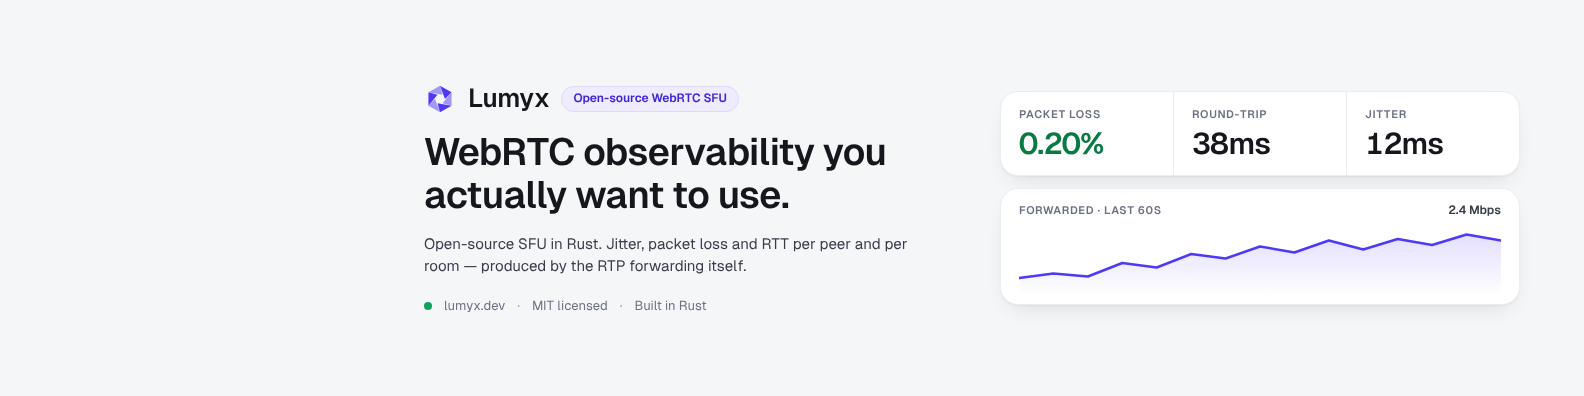 Lumyx
Open-source WebRTC SFU
WebRTC observability you
actually want to use.
Open-source SFU in Rust. Jitter, packet loss and RTT per peer and per
room — produced by the RTP forwarding itself.
lumyx.dev · MIT licensed · Built in Rust
PACKET LOSS
0.20%
ROUND-TRIP
38ms
JITTER
12ms
FORWARDED · LAST 60S
2.4 Mbps